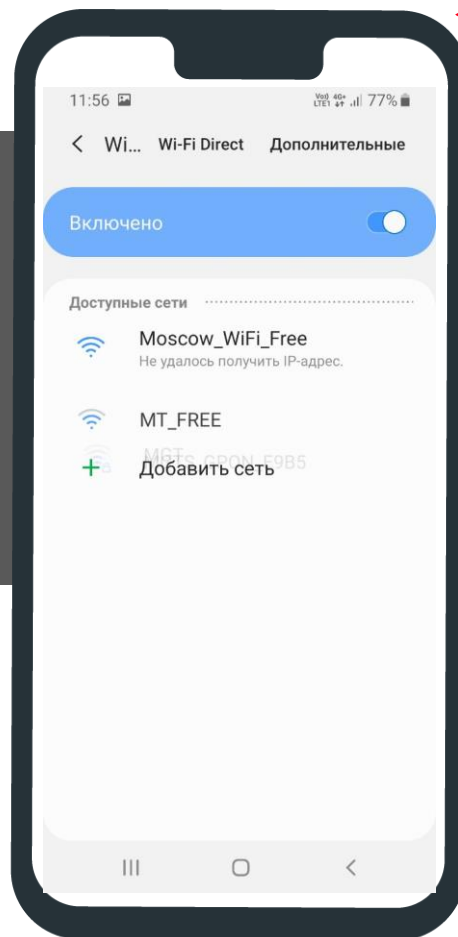 11:56 77%
Wi... Wi-Fi Direct Дополнительные
Включено
Доступные сети
Moscow_WiFi_Free
Не удалось получить IP-адрес.
MT_FREE
Добавить сеть